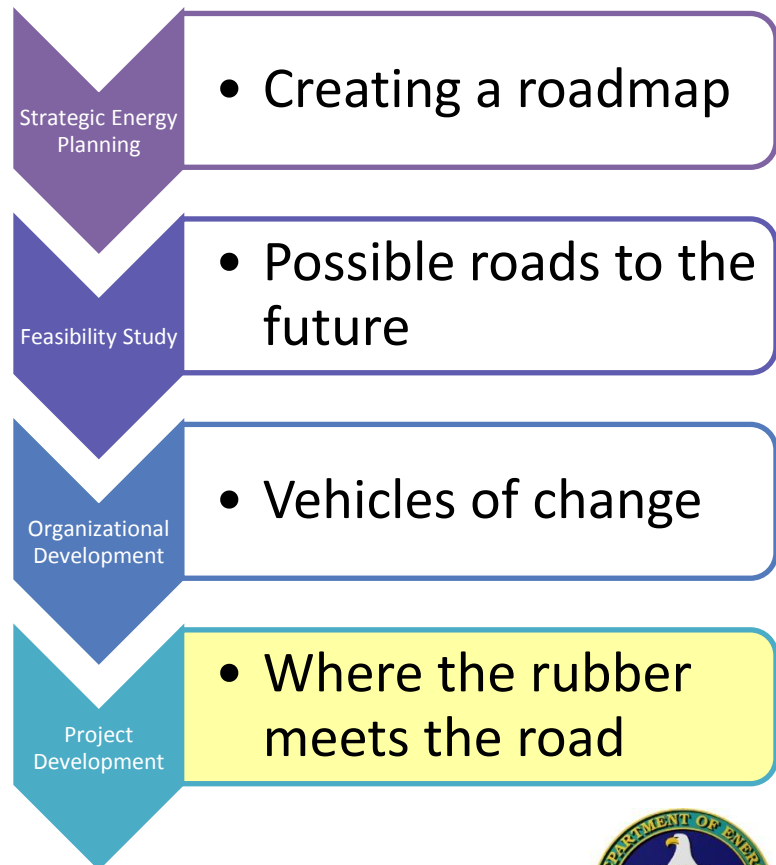 Strategic Energy
Planning
• Creating a roadmap
Feasibility Study
• Possible roads to the
future
Organizational
Development
• Vehicles of change
Project
Development
• Where the rubber
meets the road